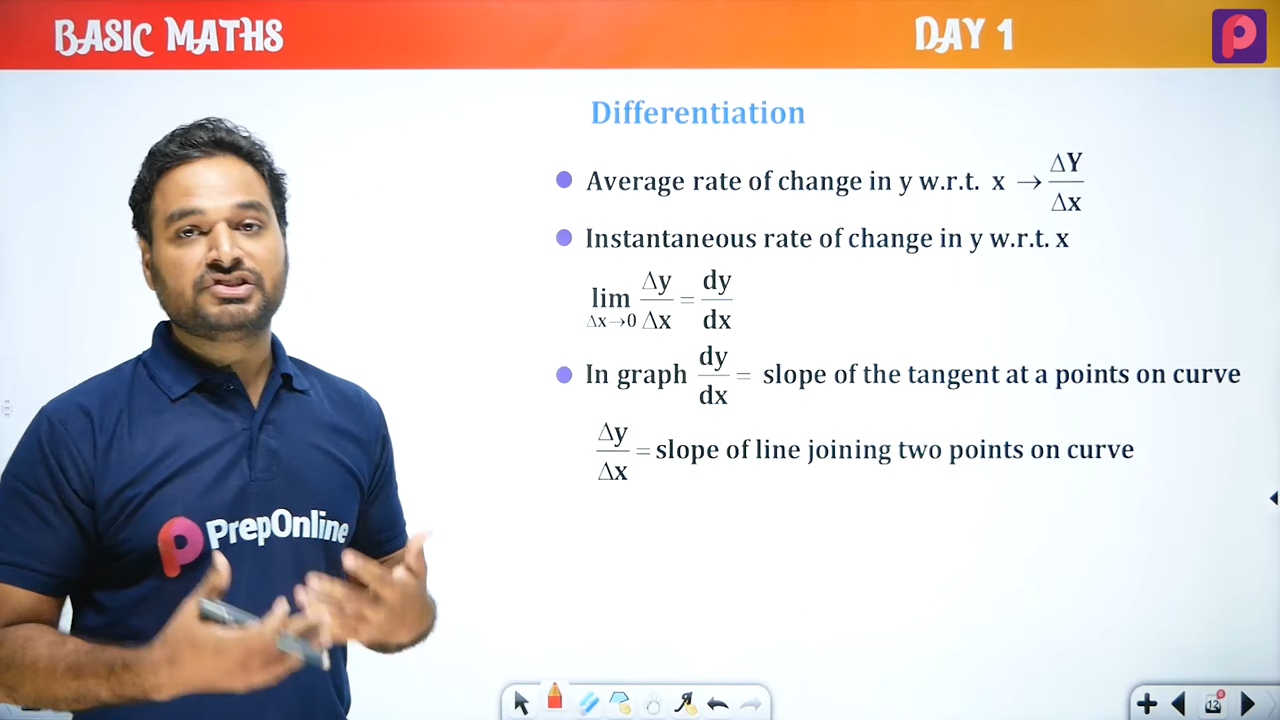 BASIC MATHS
DAY 1
Differentiation
Average rate of change in y w.r.t. x → ΔY/Δx
Instantaneous rate of change in y w.r.t. x
lim Δx→0 Δy/Δx = dy/dx
In graph dy/dx = slope of the tangent at a points on curve
Δy/Δx = slope of line joining two points on curve
PrepOnline
12